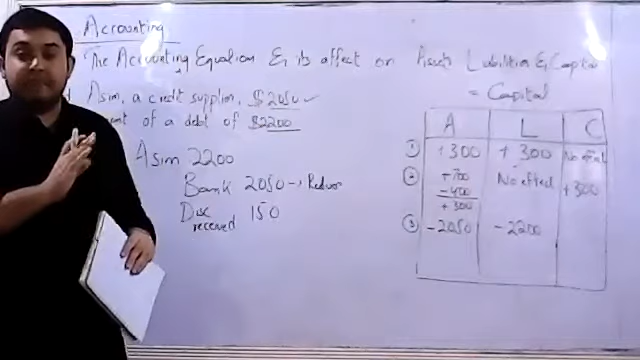 Accounting
The Accounting Equation & its affect on Assets Liabilities & Capital
Asim, a credit supplier, $2050
= Capital
ent of a debt of $2200
A L C
Asim 2200
① +300 +300 No effect
Bank 2050 → Reduce
② +700 No effect +300
-400
+300
Disc 150
received
③ -2050 -2200